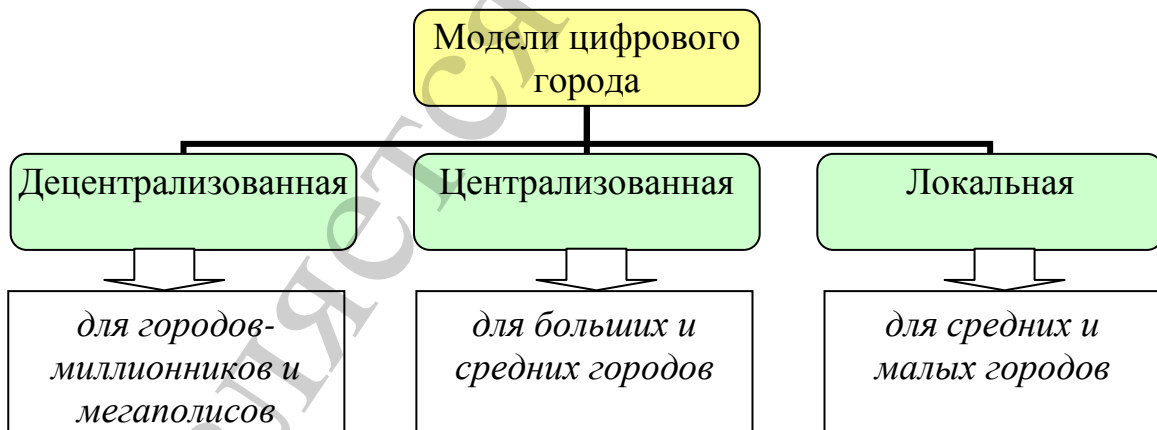 Модели цифрового
города
Децентрализованная
Централизованная
Локальная
для городов-
миллионников и
мегаполисов
для больших и
средних городов
для средних и
малых городов